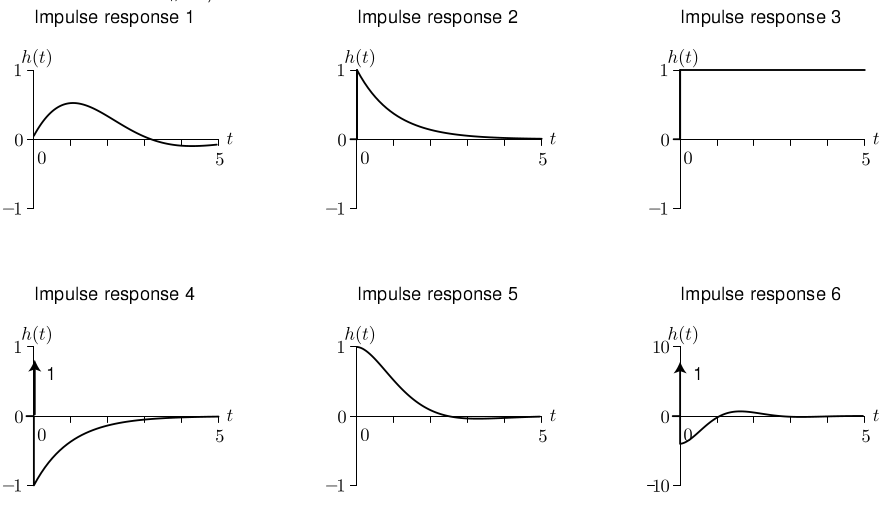 Impulse response 1
h(t)
1
0
t
0
5
−1
Impulse response 2
h(t)
1
0
t
0
5
−1
Impulse response 3
h(t)
1
0
t
0
5
−1
Impulse response 4
h(t)
1
1
0
t
0
5
−1
Impulse response 5
h(t)
1
0
t
0
5
−1
Impulse response 6
h(t)
10
1
0
t
0
5
−10